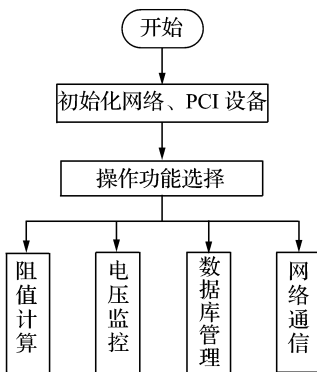 开始
初始化网络、PCI 设备
操作功能选择
阻值计算
电压监控
数据库管理
网络通信